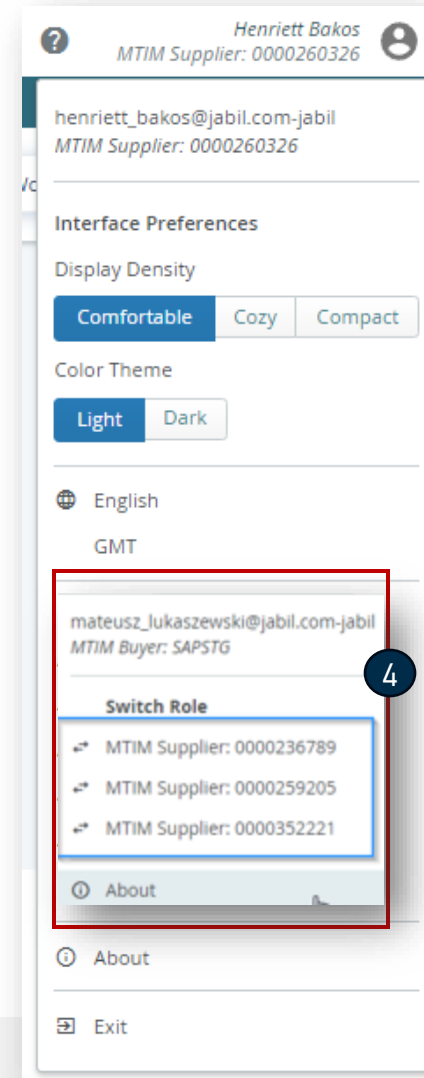 Henriett Bakos
MTIM Supplier: 0000260326
henriett_bakos@jabil.com-jabil
MTIM Supplier: 0000260326
Interface Preferences
Display Density
Comfortable Cozy Compact
Color Theme
Light Dark
English
GMT
mateusz_lukaszewski@jabil.com-jabil
MTIM Buyer: SAPSTG
4
Switch Role
MTIM Supplier: 0000236789
MTIM Supplier: 0000259205
MTIM Supplier: 0000352221
About
About
Exit